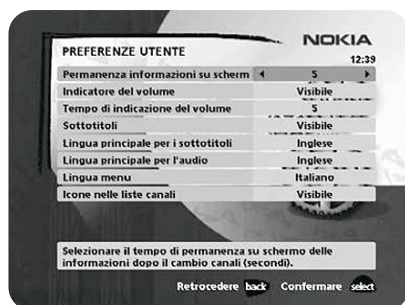 NOKIA
PREFERENZE UTENTE
12:39
Permanenza informazioni su scherm 5
Indicatore del volume Visibile
Tempo di indicazione del volume 5
Sottotitoli Visibile
Lingua principale per i sottotitoli Inglese
Lingua principale per l'audio Inglese
Lingua menu Italiano
Icone nelle liste canali Visibile
Selezionare il tempo di permanenza su schermo delle
informazioni dopo il cambio canali (secondi).
Retrocedere back Confermare select